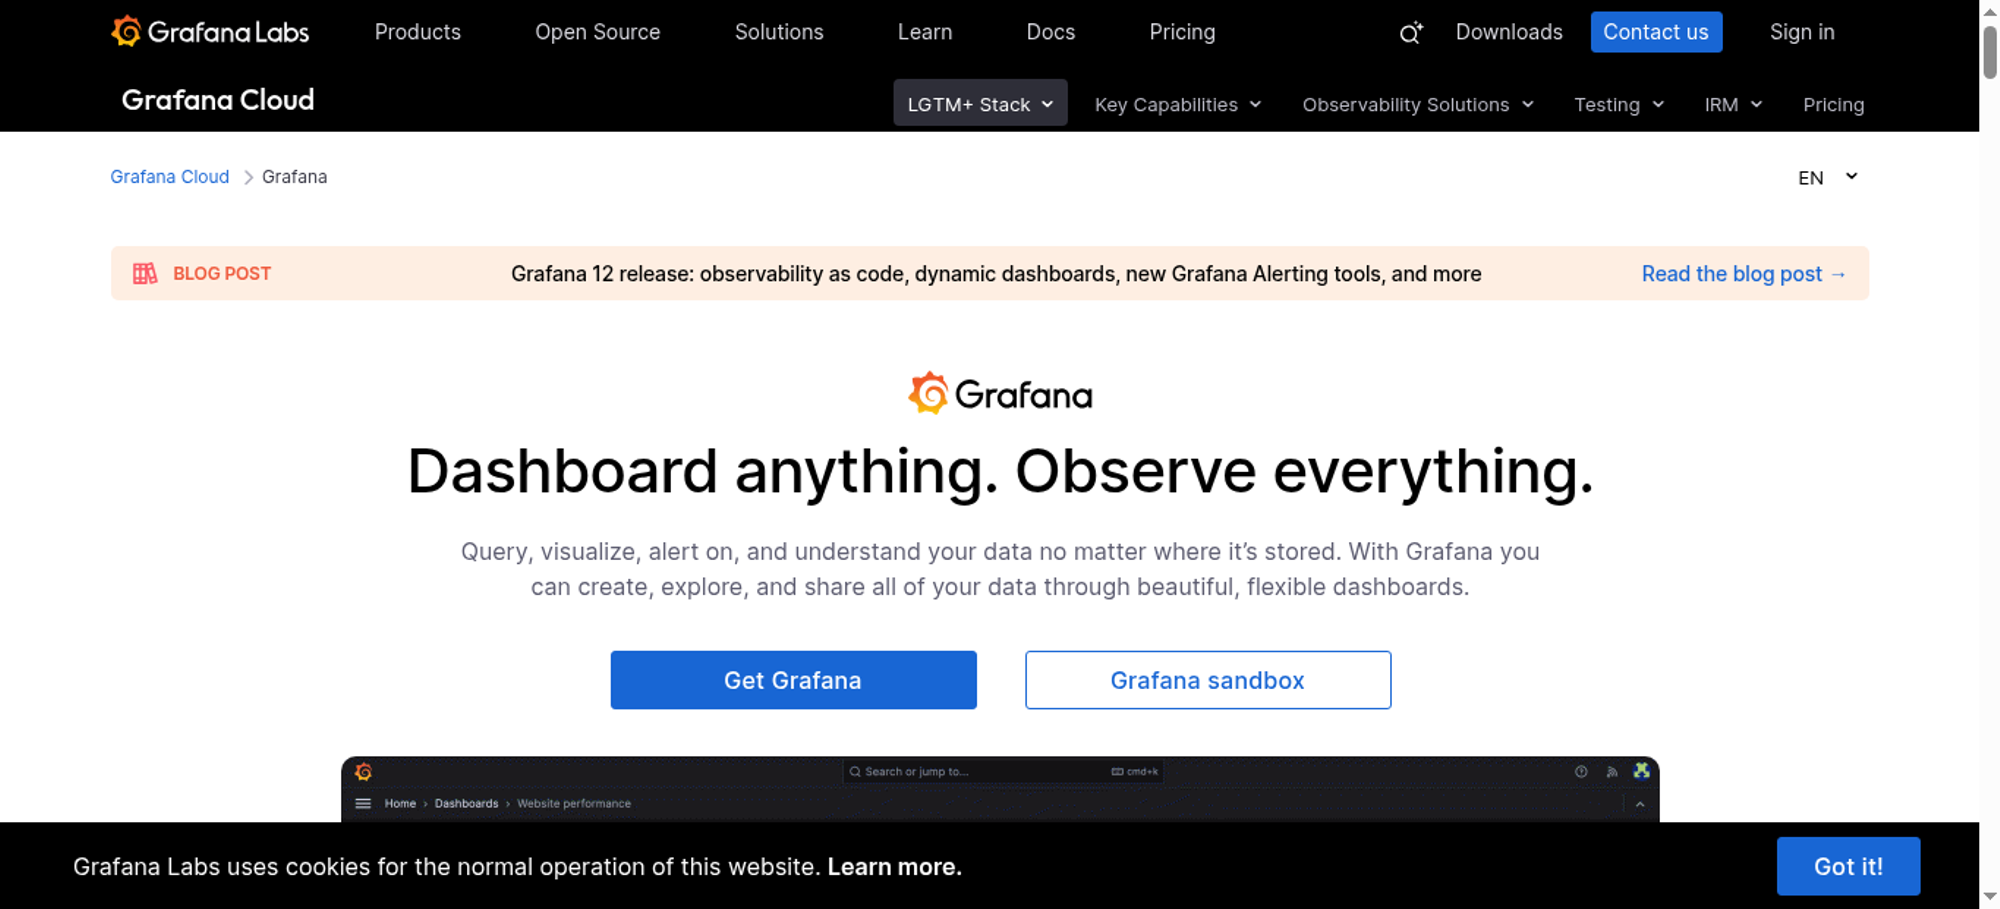 Grafana Labs
Products
Open Source
Solutions
Learn
Docs
Pricing
Downloads
Contact us
Sign in
Grafana Cloud
LGTM+ Stack
Key Capabilities
Observability Solutions
Testing
IRM
Pricing
Grafana Cloud > Grafana
EN
BLOG POST
Grafana 12 release: observability as code, dynamic dashboards, new Grafana Alerting tools, and more
Read the blog post →
Grafana
Dashboard anything. Observe everything.
Query, visualize, alert on, and understand your data no matter where it’s stored. With Grafana you
can create, explore, and share all of your data through beautiful, flexible dashboards.
Get Grafana
Grafana sandbox
Search or jump to...
cmd+k
Home › Dashboards › Website performance
Grafana Labs uses cookies for the normal operation of this website. Learn more.
Got it!